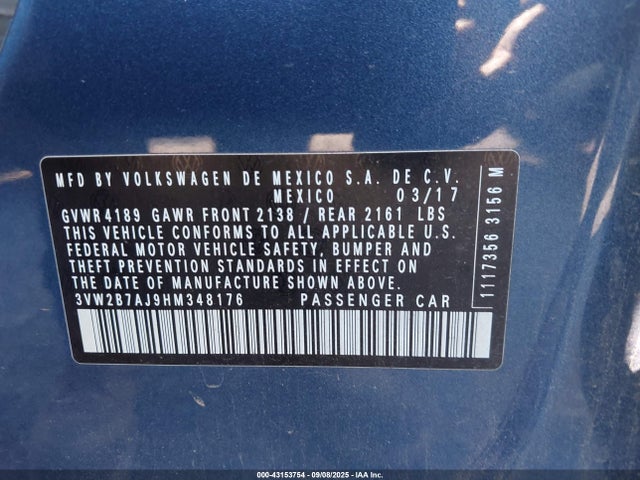 MFD BY VOLKSWAGEN DE MEXICO S.A. DE C.V.
MEXICO 03/17
GVWR4189 GAWR FRONT 2138 / REAR 2161 LBS
THIS VEHICLE CONFORMS TO ALL APPLICABLE U.S.
FEDERAL MOTOR VEHICLE SAFETY, BUMPER AND
THEFT PREVENTION STANDARDS IN EFFECT ON
THE DATE OF MANUFACTURE SHOWN ABOVE.
3VW2B7AJ9HM348176 PASSENGER CAR
11173563 3156 M
000-43153754 - 09/08/2025 - IAA Inc.